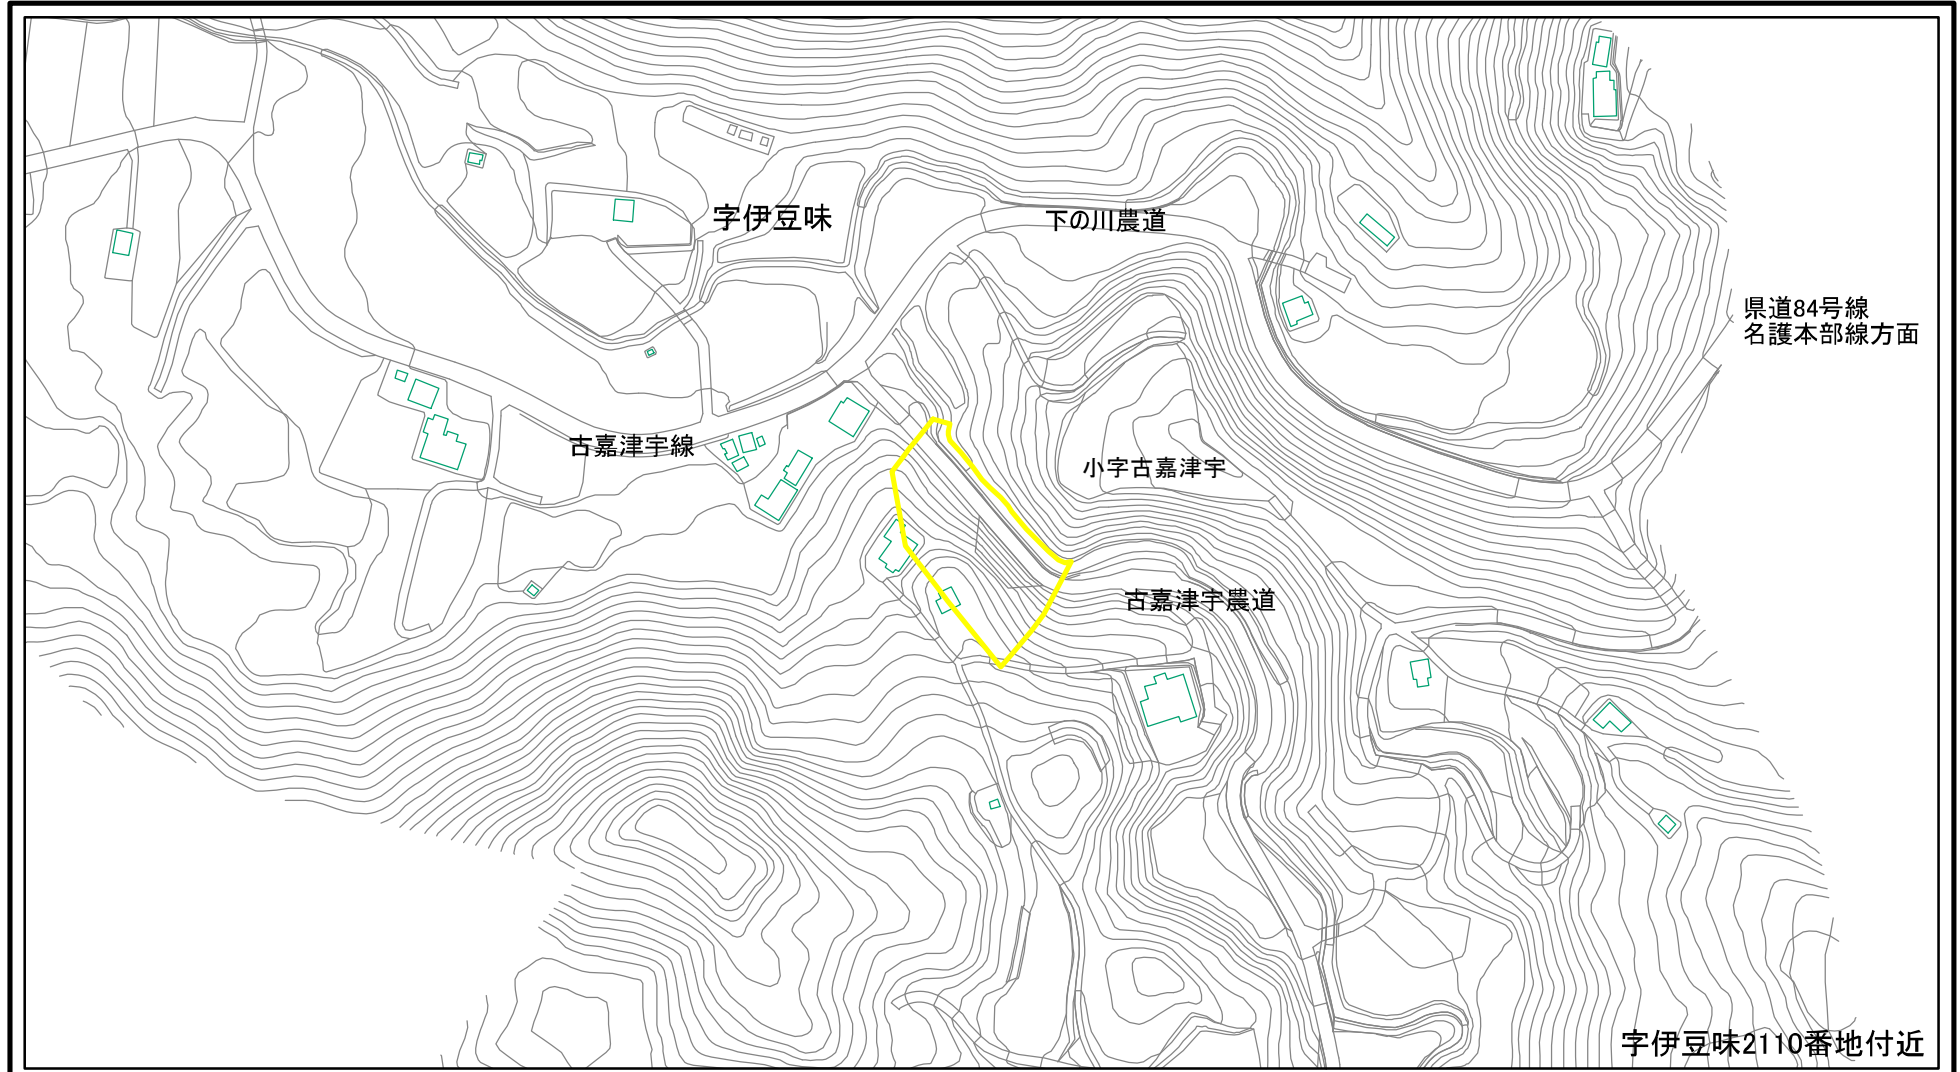 字伊豆味
下の川農道
県道84号線
名護本部線方面
古嘉津宇線
小字古嘉津宇
古嘉津宇農道
字伊豆味2110番地付近